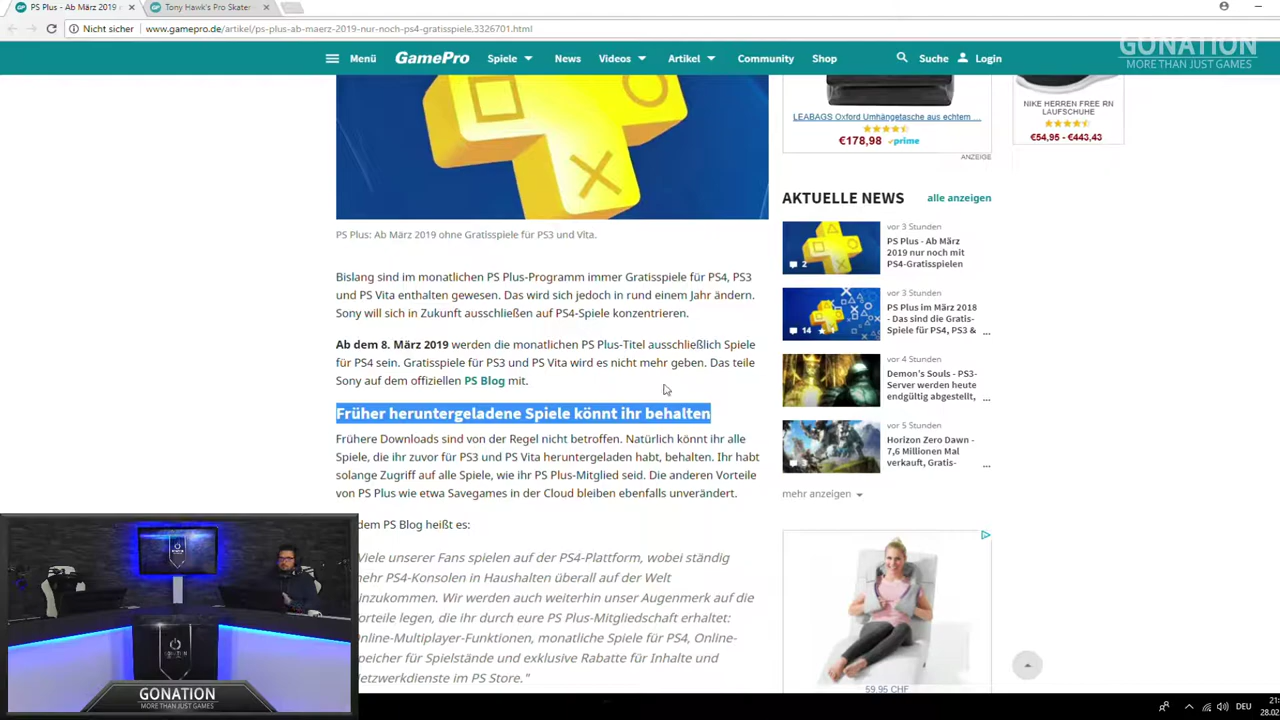 PS Plus - Ab März 2019 n
Tony Hawk's Pro Skater
Nicht sicher
www.gamepro.de/artikel/ps-plus-ab-maerz-2019-nur-noch-ps4-gratisspiele,3326701.html
GONATION
MORE THAN JUST GAMES
Menü
GamePro
Spiele
News
Videos
Artikel
Community
Shop
Suche
Login
PS Plus: Ab März 2019 ohne Gratisspiele für PS3 und Vita.
Bislang sind im monatlichen PS Plus-Programm immer Gratisspiele für PS4, PS3
und PS Vita enthalten gewesen. Das wird sich jedoch in rund einem Jahr ändern.
Sony will sich in Zukunft ausschließen auf PS4-Spiele konzentrieren.
Ab dem 8. März 2019 werden die monatlichen PS Plus-Titel ausschließlich Spiele
für PS4 sein. Gratisspiele für PS3 und PS Vita wird es nicht mehr geben. Das teile
Sony auf dem offiziellen PS Blog mit.
Früher heruntergeladene Spiele könnt ihr behalten
Frühere Downloads sind von der Regel nicht betroffen. Natürlich könnt ihr alle
Spiele, die ihr zuvor für PS3 und PS Vita heruntergeladen habt, behalten. Ihr habt
solange Zugriff auf alle Spiele, wie ihr PS Plus-Mitglied seid. Die anderen Vorteile
von PS Plus wie etwa Savegames in der Cloud bleiben ebenfalls unverändert.
dem PS Blog heißt es:
Viele unserer Fans spielen auf der PS4-Plattform, wobei ständig
mehr PS4-Konsolen in Haushalten überall auf der Welt
inzukommen. Wir werden auch weiterhin unser Augenmerk auf die
orteile legen, die ihr durch eure PS Plus-Mitgliedschaft erhaltet:
Online-Multiplayer-Funktionen, monatliche Spiele für PS4, Online-
peicher für Spielstände und exklusive Rabatte für Inhalte und
etzwerkdienste im PS Store."
LEABAGS Oxford Umhängetasche aus echtem ...
€178,98 prime
ANZEIGE
NIKE HERREN FREE RN
LAUFSCHUHE
€54,95 - €443,43
AKTUELLE NEWS
alle anzeigen
2
vor 3 Stunden
PS Plus - Ab März
2019 nur noch mit
PS4-Gratisspielen
14
vor 3 Stunden
PS Plus im März 2018
- Das sind die Gratis-
Spiele für PS4, PS3 &
...
vor 4 Stunden
Demon's Souls - PS3-
Server werden heute
endgültig abgestellt,
...
vor 5 Stunden
Horizon Zero Dawn -
7,6 Millionen Mal
verkauft, Gratis-
...
mehr anzeigen
59.95 CHF
GONATION
MORE THAN JUST GAMES
DEU
21:
28.02